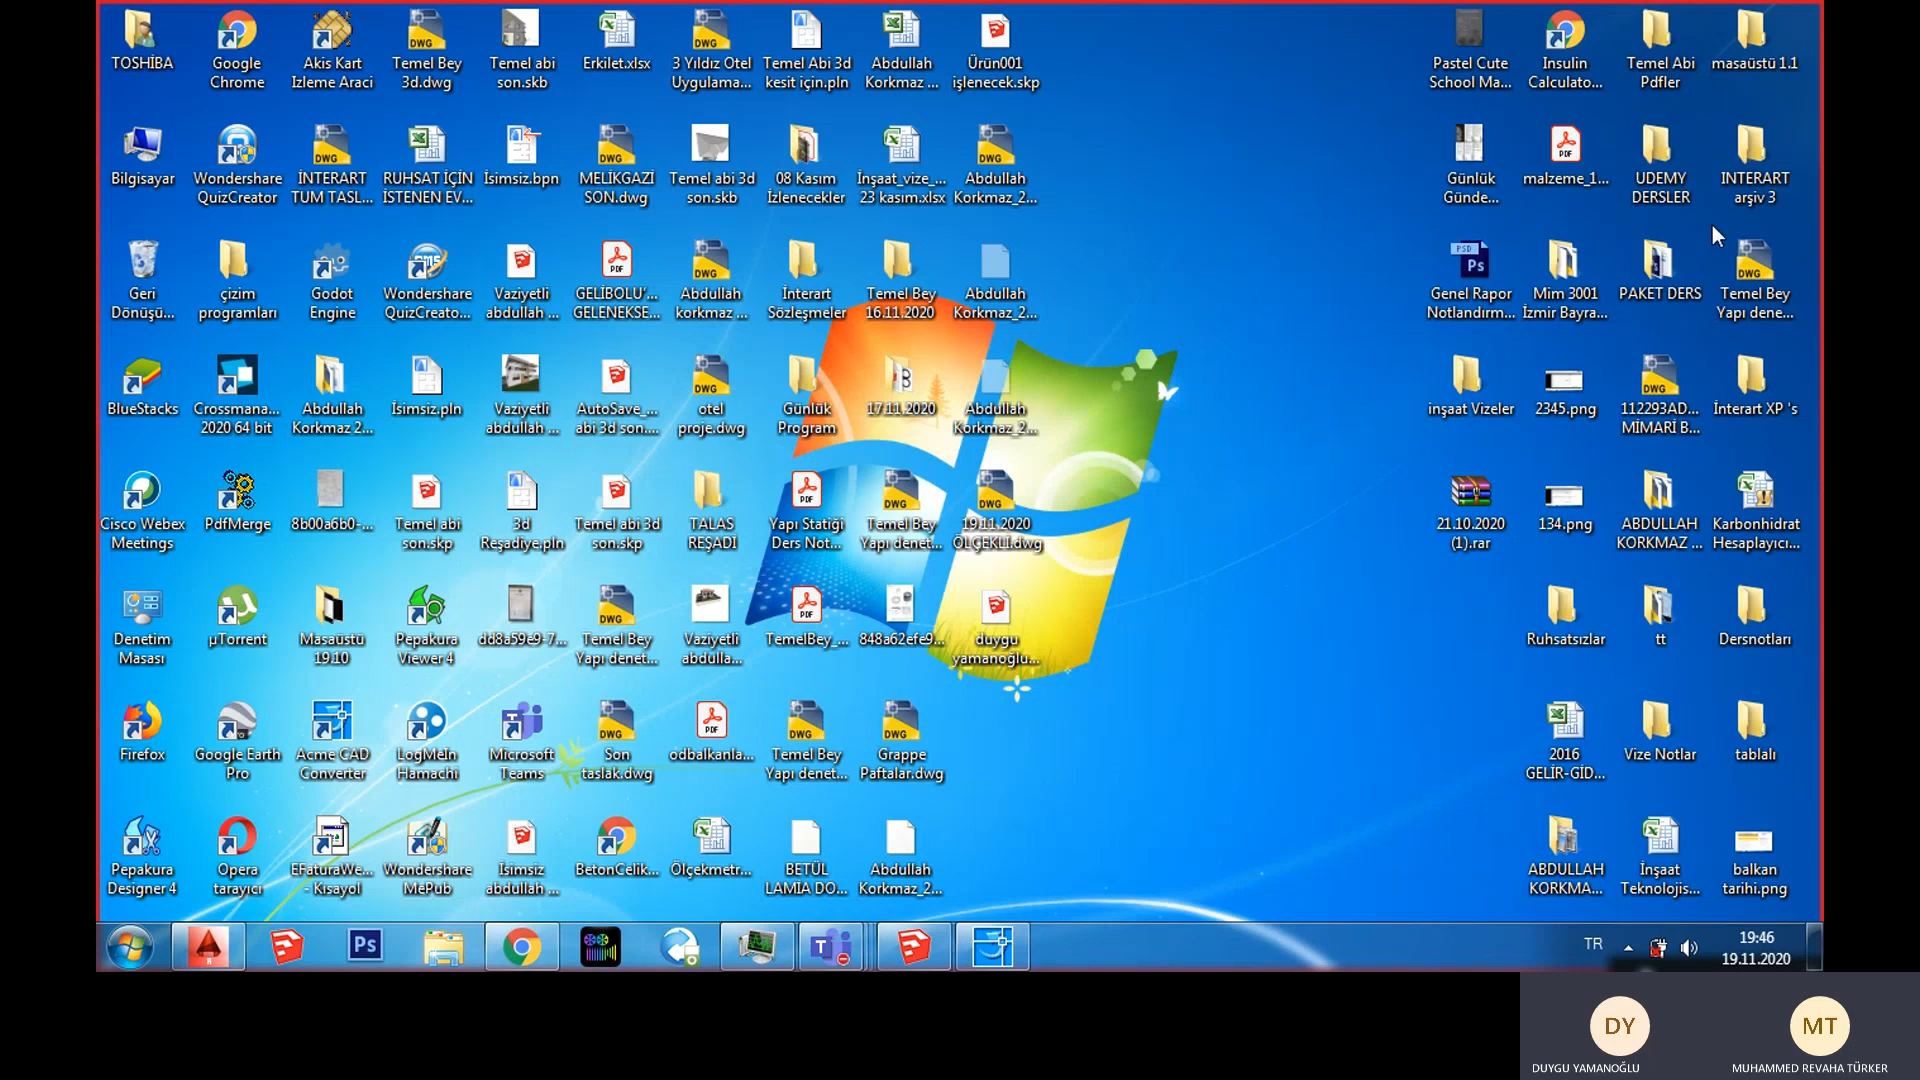 TOSHİBA
Google
Chrome
Akis Kart
Izleme Araci
Temel Bey
3d.dwg
Temel abi
son.skb
Erkilet.xlsx
3 Yıldız Otel
Uygulama...
Temel Abi 3d
kesit için.pln
Abdullah
Korkmaz ...
Ürün001
işlenecek.skp
Pastel Cute
School Ma...
Insulin
Calculato...
Temel Abi
Pdfler
masaüstü 1.1
Bilgisayar
Wondershare
QuizCreator
İNTERART
TUM TASL...
RUHSAT İÇİN
İSTENEN EV...
İsimsiz.bpn
MELİKGAZİ
SON.dwg
Temel abi 3d
son.skb
08 Kasım
İzlenecekler
İnşaat_vize_...
23 kasım.xlsx
Abdullah
Korkmaz_2...
Günlük
Günde...
malzeme_1...
UDEMY
DERSLER
INTERART
arşiv 3
Geri
Dönüşü...
çizim
programları
Godot
Engine
Wondershare
QuizCreato...
Vaziyetli
abdullah ...
GELİBOLU'...
GELENEKSE...
Abdullah
korkmaz ...
İnterart
Sözleşmeler
Temel Bey
16.11.2020
Abdullah
Korkmaz_2...
Genel Rapor
Notlandırm...
Mim 3001
İzmir Bayra...
PAKET DERS
Temel Bey
Yapı dene...
BlueStacks
Crossmana...
2020 64 bit
Abdullah
Korkmaz 2...
İsimsiz.pln
Vaziyetli
abdullah ...
AutoSave_...
abi 3d son....
otel
proje.dwg
Günlük
Program
17.11.2020
Abdullah
Korkmaz_2...
inşaat Vizeler
2345.png
112293AD...
MİMARİ B...
İnterart XP 's
Cisco Webex
Meetings
PdfMerge
8b00a6b0-...
Temel abi
son.skp
3d
Reşadiye.pln
Temel abi 3d
son.skp
TALAS
REŞADİ
Yapı Statiği
Ders Not...
Temel Bey
Yapı denet...
19.11.2020
ÖLÇEKLİ.dwg
21.10.2020
(1).rar
134.png
ABDULLAH
KORKMAZ ...
Karbonhidrat
Hesaplayıcı...
Denetim
Masası
µTorrent
Masaüstü
19.10
Pepakura
Viewer 4
dd8a59e9-7...
Temel Bey
Yapı denet...
Vaziyetli
abdulla...
TemelBey_...
848a62efe9...
duygu
yamanoğlu...
Ruhsatsızlar
tt
Dersnotları
Firefox
Google Earth
Pro
Acme CAD
Converter
LogMeIn
Hamachi
Microsoft
Teams
Son
taslak.dwg
odbalkanla...
Temel Bey
Yapı denet...
Grappe
Paftalar.dwg
2016
GELİR-GİD...
Vize Notlar
tablalı
Pepakura
Designer 4
Opera
tarayıcı
EFaturaWe...
- Kısayol
Wondershare
MePub
İsimsiz
abdullah ...
BetonCelik...
Ölçekmetr...
BETÜL
LAMIA DO...
Abdullah
Korkmaz_2...
ABDULLAH
KORKMA...
İnşaat
Teknolojis...
balkan
tarihi.png
TR
19:46
19.11.2020
DY
MT
DUYGU YAMANOĞLU
MUHAMMED REVAHA TÜRKER